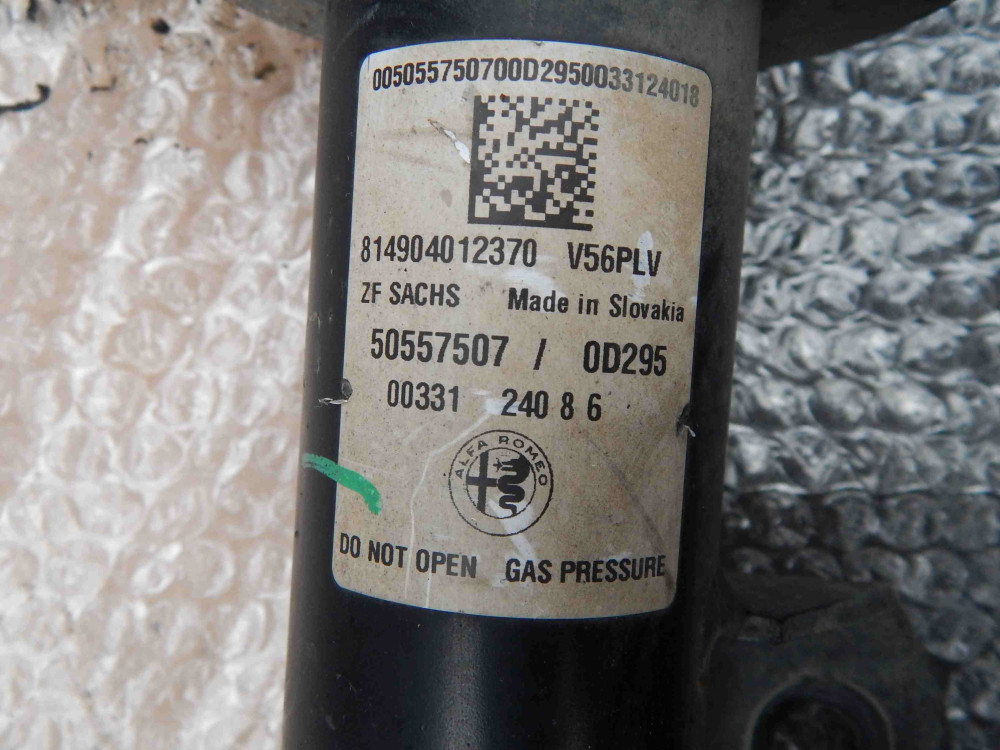 005055750700D2950033124018
814904012370 V56PLV
ZF SACHS Made in Slovakia
50557507 / 0D295
00331 240 8 6
ALFA ROMEO
DO NOT OPEN GAS PRESSURE